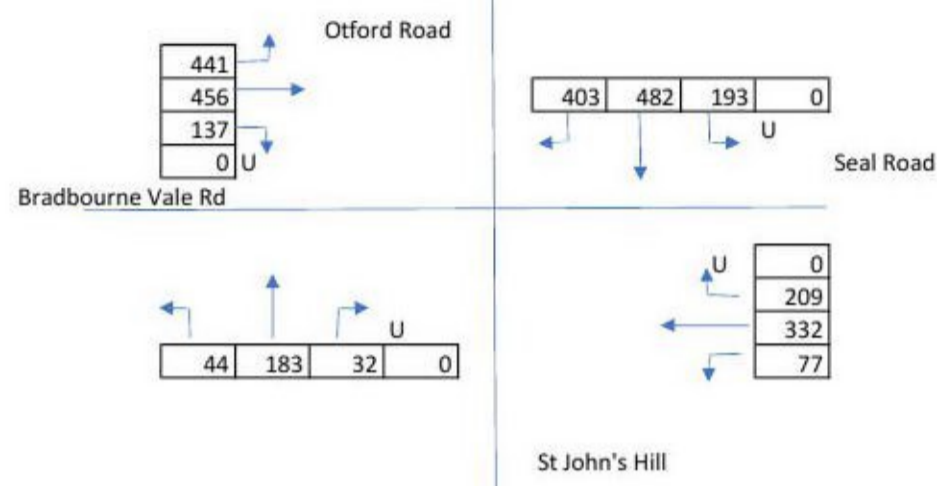 Otford Road
441
456
137
0 U
Bradbourne Vale Rd
403 482 193 0
U
Seal Road
U 0
209
332
77
U
44 183 32 0
St John's Hill